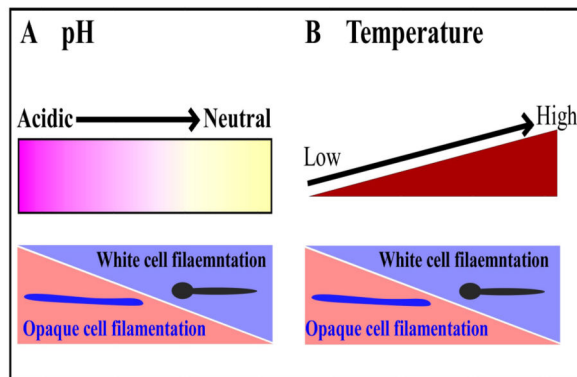 A pH
Acidic Neutral
White cell filaemntation
Opaque cell filamentation
B Temperature
Low
High
White cell filaemntation
Opaque cell filamentation